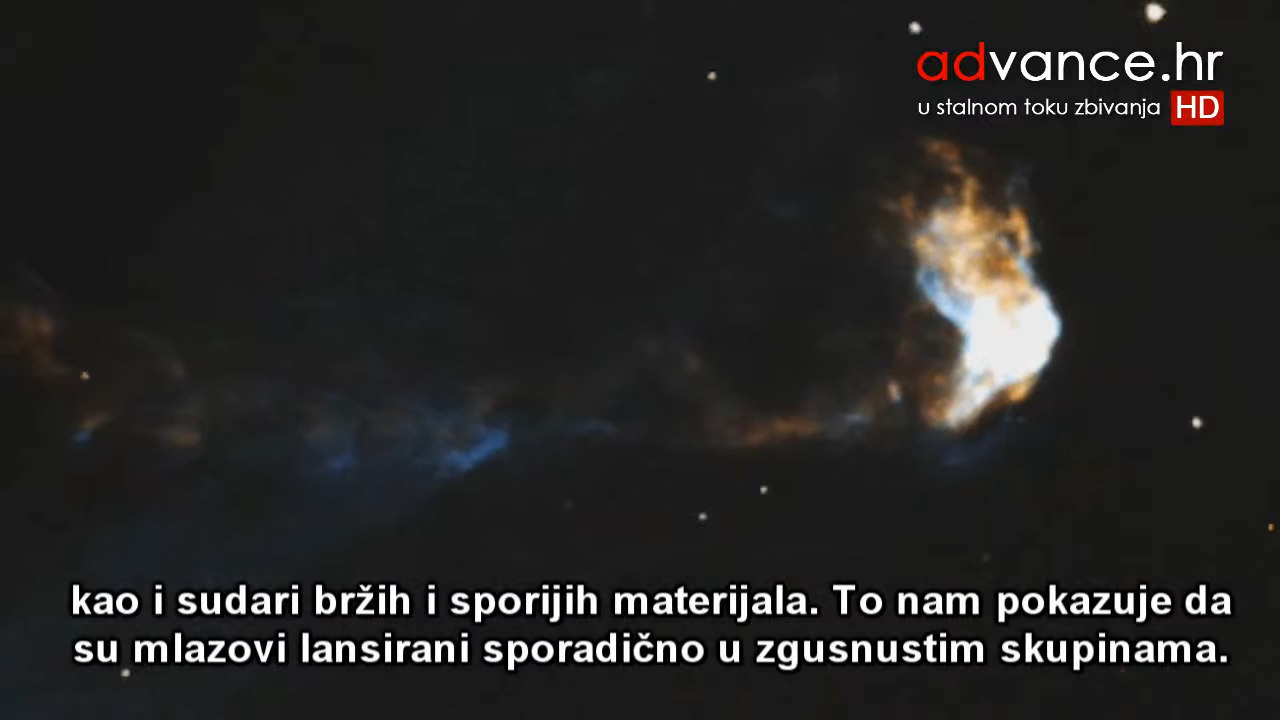 advance.hr
u stalnom toku zbivanja HD
kao i sudari bržih i sporijih materijala. To nam pokazuje da
su mlazovi lansirani sporadično u zgusnustim skupinama.